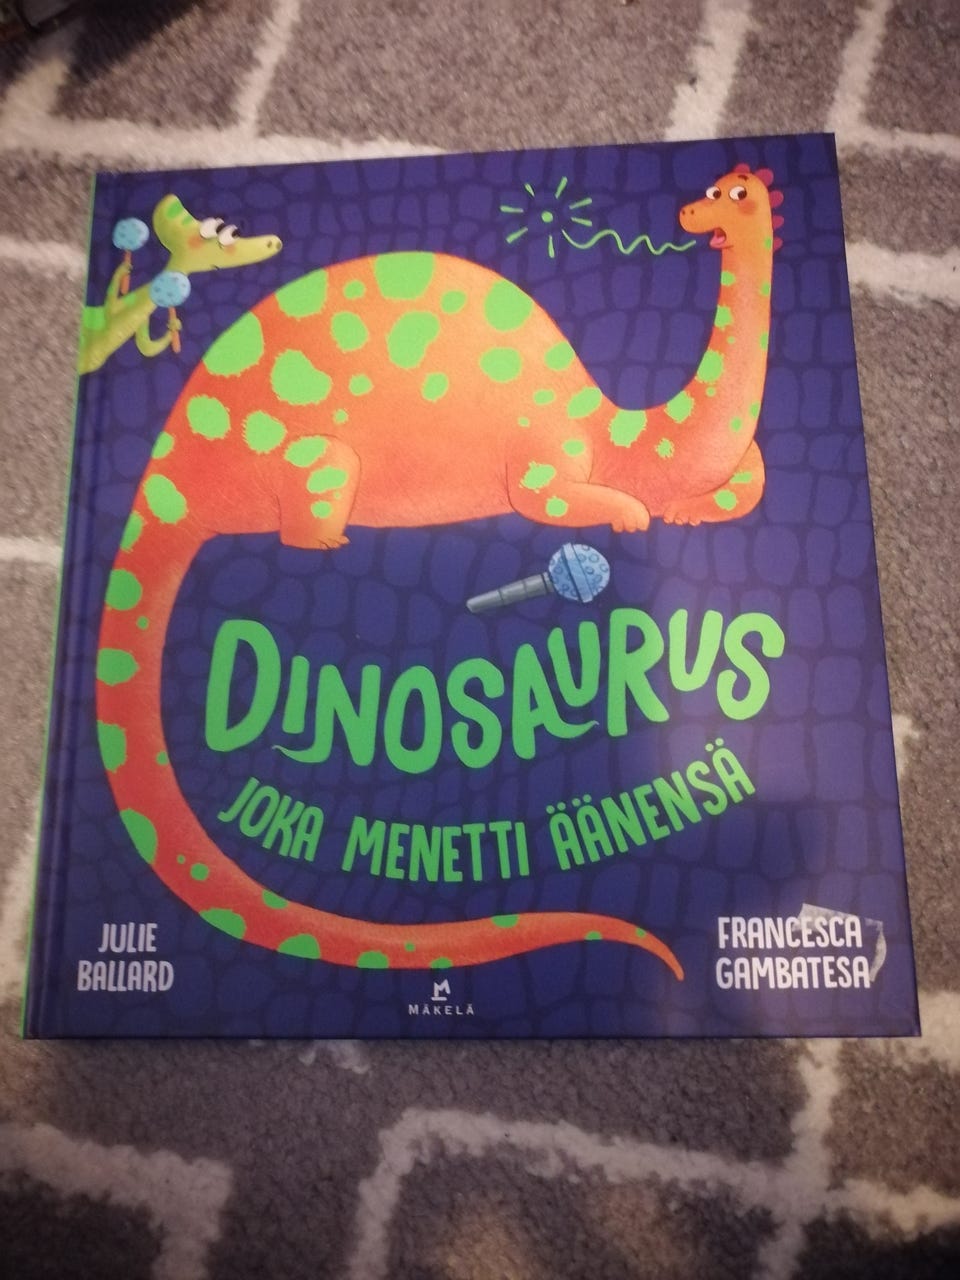 DINOSAURUS
JOKA MENETTI ÄÄNENSÄ
JULIE
BALLARD
FRANCESCA
GAMBATESA
MÄKELÄ